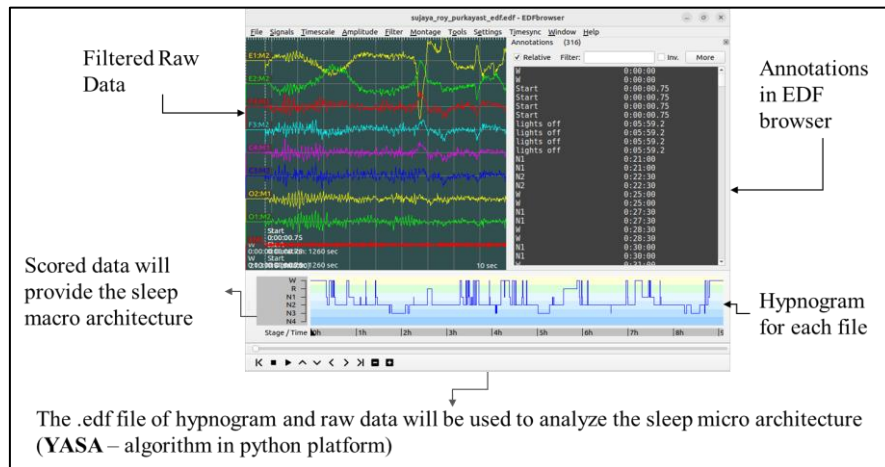 sujaya_roy_purkayast_edf.edf - EDFbrowser
File Signals Timescale Amplitude Filter Montage Tools Settings Timesync Window Help
Filtered Raw
Data
Annotations (316)
Relative Filter: Inv. More
E1:M2
E2:M2
F3:M2
O2:M1
O1:M2
W 0:00:00
W 0:00:00
Start 0:00:00.75
Start 0:00:00.75
Start 0:00:00.75
Start 0:00:00.75
lights off 0:05:59.2
lights off 0:05:59.2
lights off 0:05:59.2
lights off 0:05:59.2
N1 0:21:00
N1 0:21:00
N2 0:22:30
N2 0:22:30
W 0:25:00
W 0:25:00
N1 0:27:30
N1 0:27:30
W 0:28:30
W 0:28:30
N1 0:30:00
N1 0:30:00
W 0:31:00
Start
0:00:00.75
10 sec
Annotations
in EDF
browser
Scored data will
provide the sleep
macro architecture
W
R
N1
N2
N3
N4
Stage / Time 0h 1h 2h 3h 4h 5h 6h 7h 8h
Hypnogram
for each file
The .edf file of hypnogram and raw data will be used to analyze the sleep micro architecture
(YASA – algorithm in python platform)